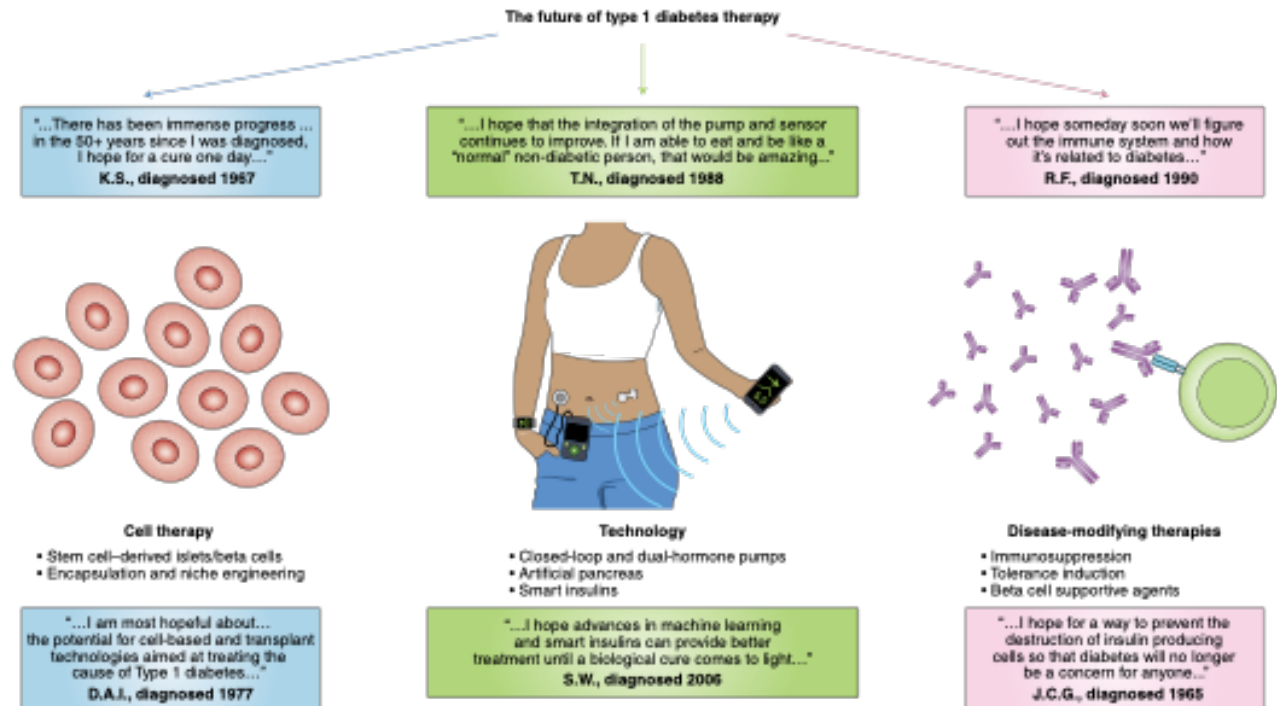 The future of type 1 diabetes therapy
“...There has been immense progress ...
in the 50+ years since I was diagnosed,
I hope for a cure one day...”
K.S., diagnosed 1967
“....I hope that the integration of the pump and sensor
continues to improve. If I am able to eat and be like a
“normal” non-diabetic person, that would be amazing...”
T.N., diagnosed 1988
“...I hope someday soon we’ll figure
out the immune system and how
it’s related to diabetes...”
R.F., diagnosed 1990
Cell therapy
▪ Stem cell–derived islets/beta cells
▪ Encapsulation and niche engineering
Technology
▪ Closed-loop and dual-hormone pumps
▪ Artificial pancreas
▪ Smart insulins
Disease-modifying therapies
▪ Immunosuppression
▪ Tolerance induction
▪ Beta cell supportive agents
“...I am most hopeful about...
the potential for cell-based and transplant
technologies aimed at treating the
cause of Type 1 diabetes...”
D.A.I., diagnosed 1977
“...I hope advances in machine learning
and smart insulins can provide better
treatment until a biological cure comes to light....”
S.W., diagnosed 2006
“...I hope for a way to prevent the
destruction of insulin producing
cells so that diabetes will no longer
be a concern for anyone...”
J.C.G., diagnosed 1965